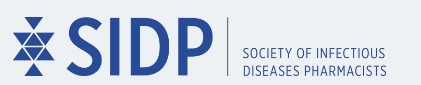 SIDP
SOCIETY OF INFECTIOUS
DISEASES PHARMACISTS